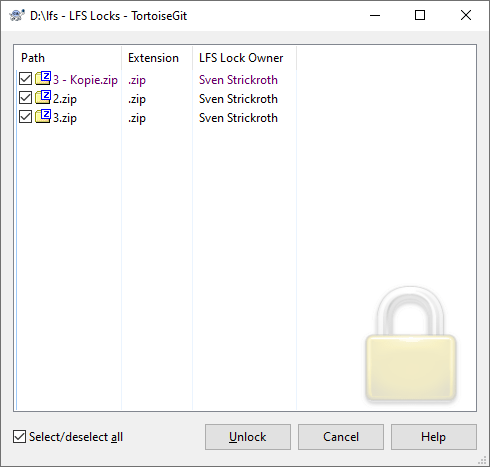 D:\lfs - LFS Locks - TortoiseGit
Path Extension LFS Lock Owner
3 - Kopie.zip .zip Sven Strickroth
2.zip .zip Sven Strickroth
3.zip .zip Sven Strickroth
Select/deselect all Unlock Cancel Help